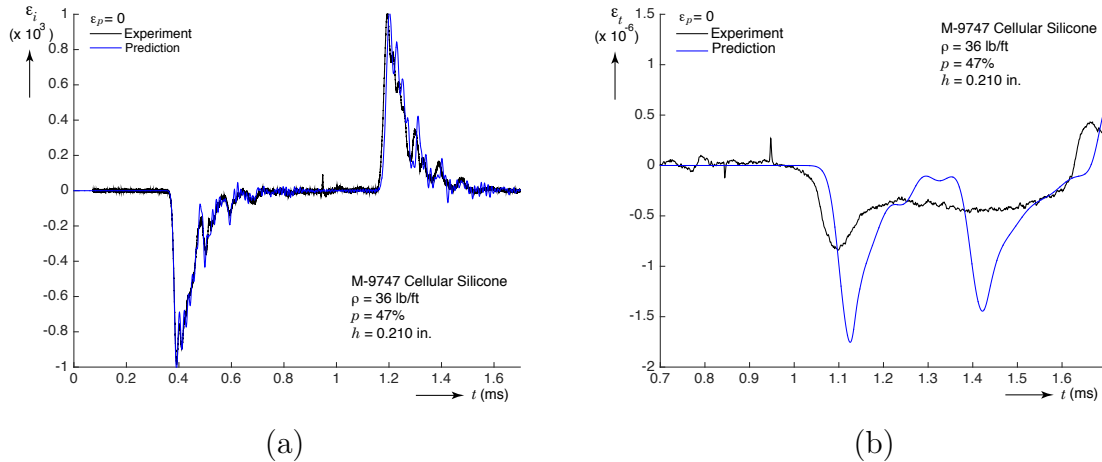 ε_i
(x 10^3)
ε_p = 0
Experiment
Prediction
1
0.8
0.6
0.4
0.2
0
-0.2
-0.4
-0.6
-0.8
-1
M-9747 Cellular Silicone
ρ = 36 lb/ft
p = 47%
h = 0.210 in.
0 0.2 0.4 0.6 0.8 1 1.2 1.4 1.6
t (ms)
(a)
ε_t
(x 10^-6)
ε_p = 0
Experiment
Prediction
M-9747 Cellular Silicone
ρ = 36 lb/ft
p = 47%
h = 0.210 in.
1.5
1
0.5
0
-0.5
-1
-1.5
-2
0.7 0.8 0.9 1 1.1 1.2 1.3 1.4 1.5 1.6 1.7
t (ms)
(b)